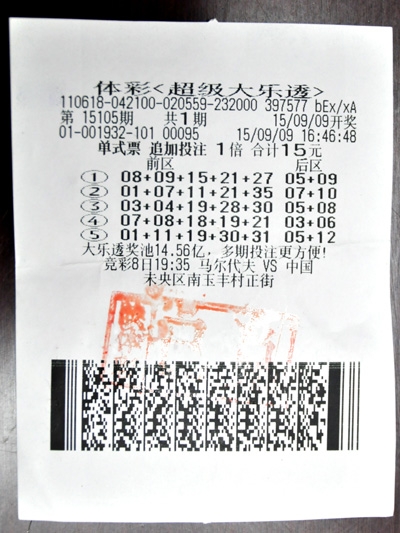 体彩<超级大乐透>
110618-042100-020559-232000 397577 bEx/xA
第 15105期 共1期 15/09/09开奖
01-001932-101 00095 15/09/09 16:46:48
单式票 追加投注 1倍 合计15元
前区 后区
① 08+09+15+21+27 05+09
② 01+07+11+21+35 07+10
③ 03+04+19+28+30 05+08
④ 07+08+18+19+21 03+06
⑤ 01+11+19+30+31 05+12
大乐透奖池14.56亿,多期投注更方便!
竞彩8日19:35 马尔代夫 VS 中国
未央区南玉丰村正街